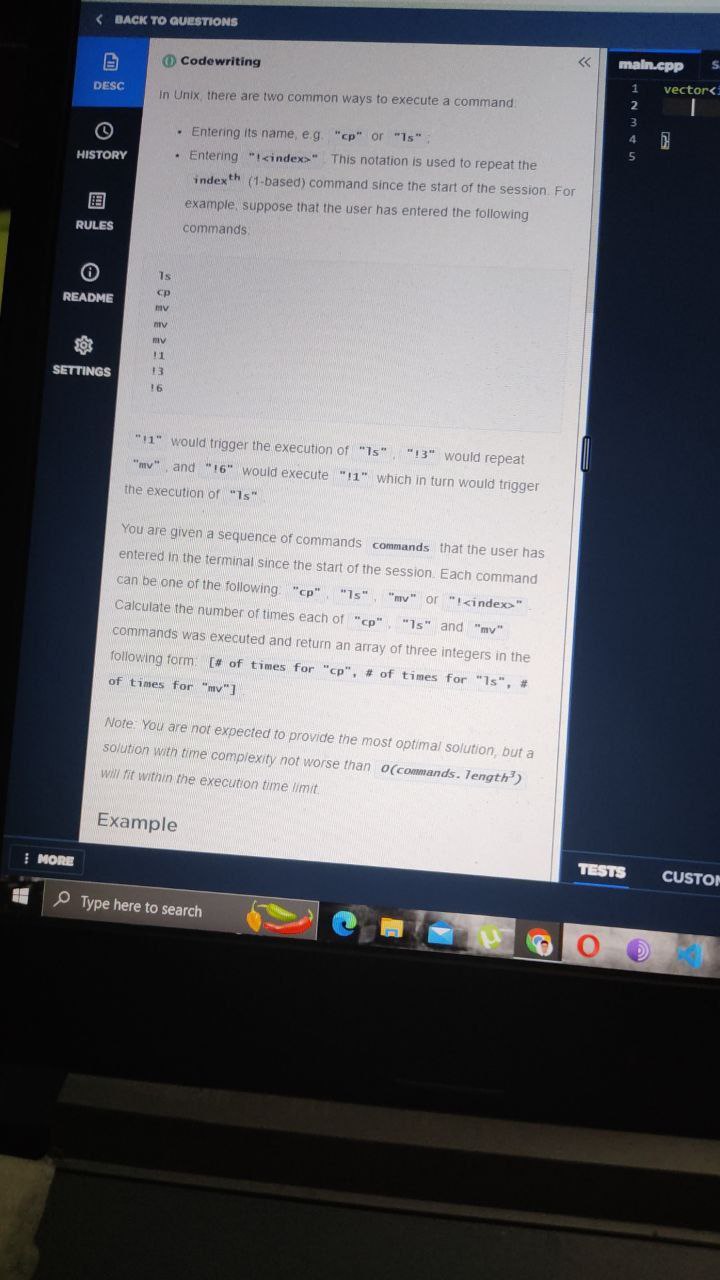 BACK TO QUESTIONS
DESC
HISTORY
RULES
README
SETTINGS
MORE
Codewriting
In Unix, there are two common ways to execute a command:
• Entering its name, e.g. "cp" or "ls" ;
• Entering "!<index>" . This notation is used to repeat the
index^th (1-based) command since the start of the session. For
example, suppose that the user has entered the following
commands:
ls
cp
mv
mv
mv
!1
!3
!6
"!1" would trigger the execution of "ls" , "!3" would repeat
"mv" , and "!6" would execute "!1" which in turn would trigger
the execution of "ls"
You are given a sequence of commands commands that the user has
entered in the terminal since the start of the session. Each command
can be one of the following: "cp" , "ls" , "mv" or "!<index>" .
Calculate the number of times each of "cp" , "ls" and "mv"
commands was executed and return an array of three integers in the
following form: [# of times for "cp", # of times for "ls", #
of times for "mv"]
Note: You are not expected to provide the most optimal solution, but a
solution with time complexity not worse than O(commands.length³)
will fit within the execution time limit.
Example
main.cpp
1 vector<
2
3
4 }
5
TESTS
Type here to search